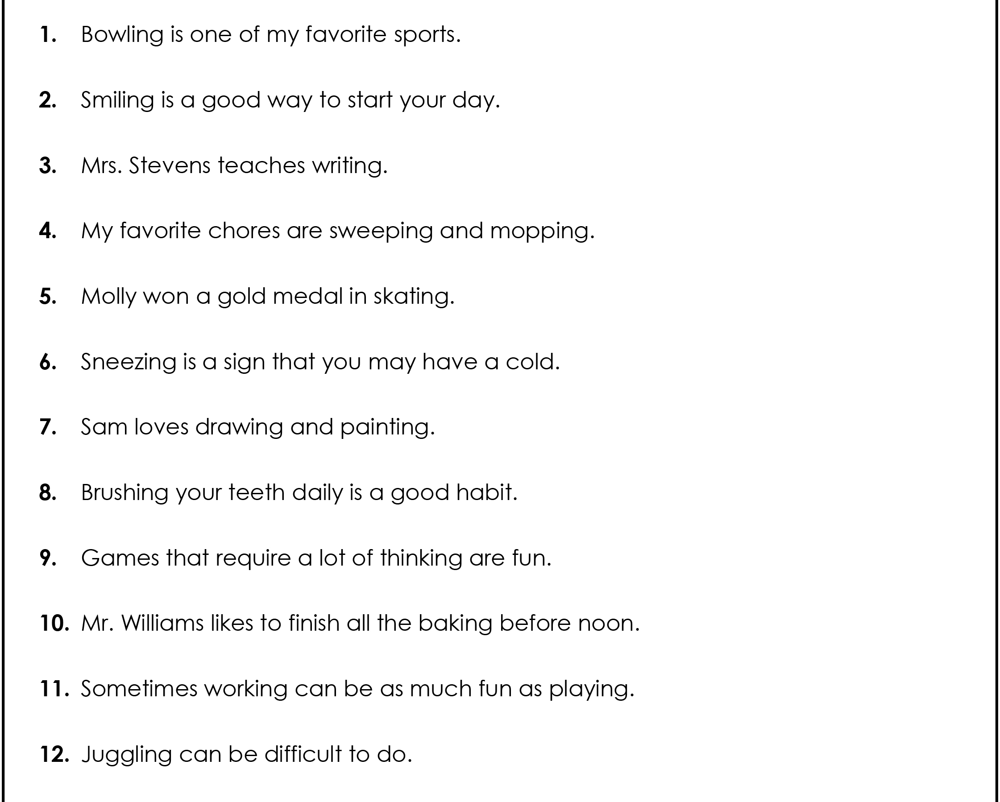 1. Bowling is one of my favorite sports.
2. Smiling is a good way to start your day.
3. Mrs. Stevens teaches writing.
4. My favorite chores are sweeping and mopping.
5. Molly won a gold medal in skating.
6. Sneezing is a sign that you may have a cold.
7. Sam loves drawing and painting.
8. Brushing your teeth daily is a good habit.
9. Games that require a lot of thinking are fun.
10. Mr. Williams likes to finish all the baking before noon.
11. Sometimes working can be as much fun as playing.
12. Juggling can be difficult to do.